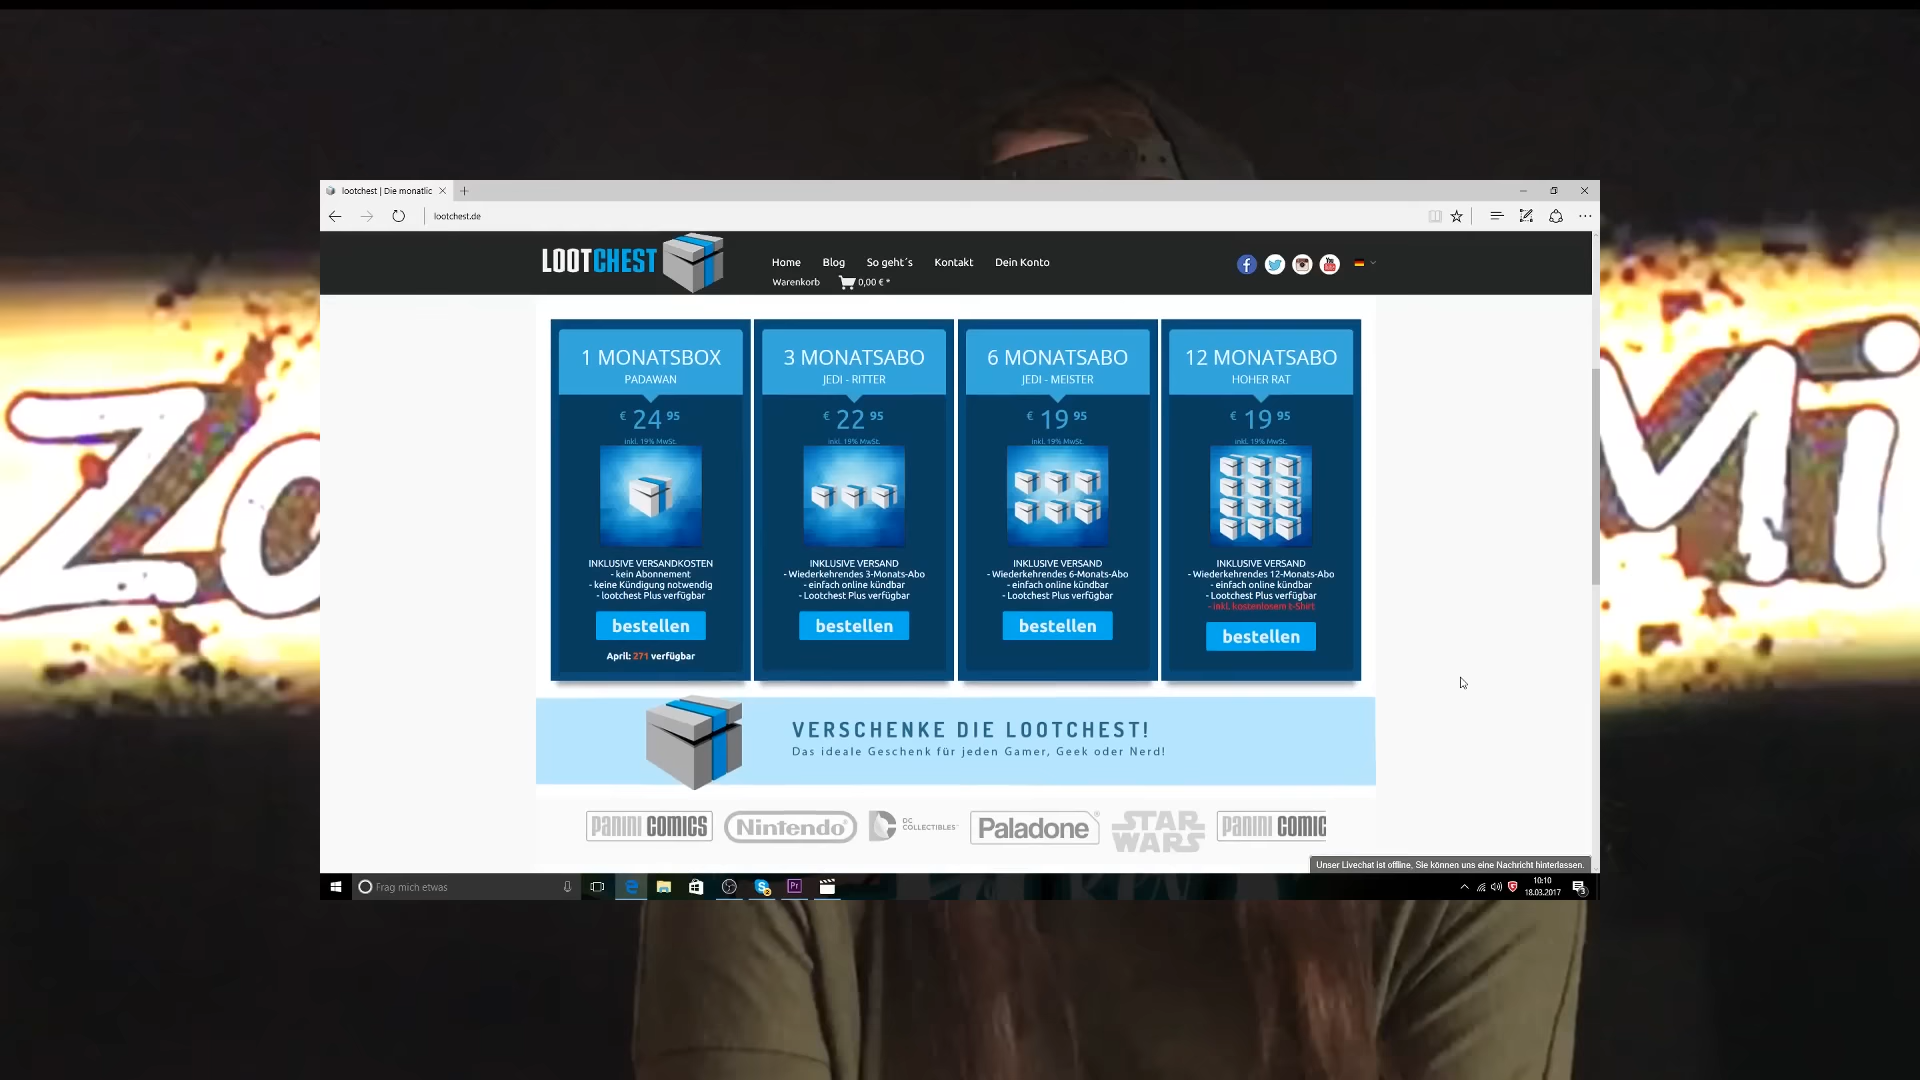 lootchest | Die monatlic
lootchest.de
LOOTCHEST
Home Blog So geht´s Kontakt Dein Konto
Warenkorb 0,00 € *
1 MONATSBOX
PADAWAN
€ 24 95
inkl. 19% MwSt.
INKLUSIVE VERSANDKOSTEN
- kein Abonnement
- keine Kündigung notwendig
- lootchest Plus verfügbar
bestellen
April: 271 verfügbar
3 MONATSABO
JEDI - RITTER
€ 22 95
inkl. 19% MwSt.
INKLUSIVE VERSAND
- Wiederkehrendes 3-Monats-Abo
- einfach online kündbar
- Lootchest Plus verfügbar
bestellen
6 MONATSABO
JEDI - MEISTER
€ 19 95
inkl. 19% MwSt.
INKLUSIVE VERSAND
- Wiederkehrendes 6-Monats-Abo
- einfach online kündbar
- Lootchest Plus verfügbar
bestellen
12 MONATSABO
HOHER RAT
€ 19 95
inkl. 19% MwSt.
INKLUSIVE VERSAND
- Wiederkehrendes 12-Monats-Abo
- einfach online kündbar
- Lootchest Plus verfügbar
- inkl. kostenlosem t-Shirt
bestellen
VERSCHENKE DIE LOOTCHEST!
Das ideale Geschenk für jeden Gamer, Geek oder Nerd!
PANINI COMICS Nintendo DC COLLECTIBLES Paladone STAR WARS PANINI COMIC
Unser Livechat ist offline, Sie können uns eine Nachricht hinterlassen.
Frag mich etwas
10:10
18.03.2017